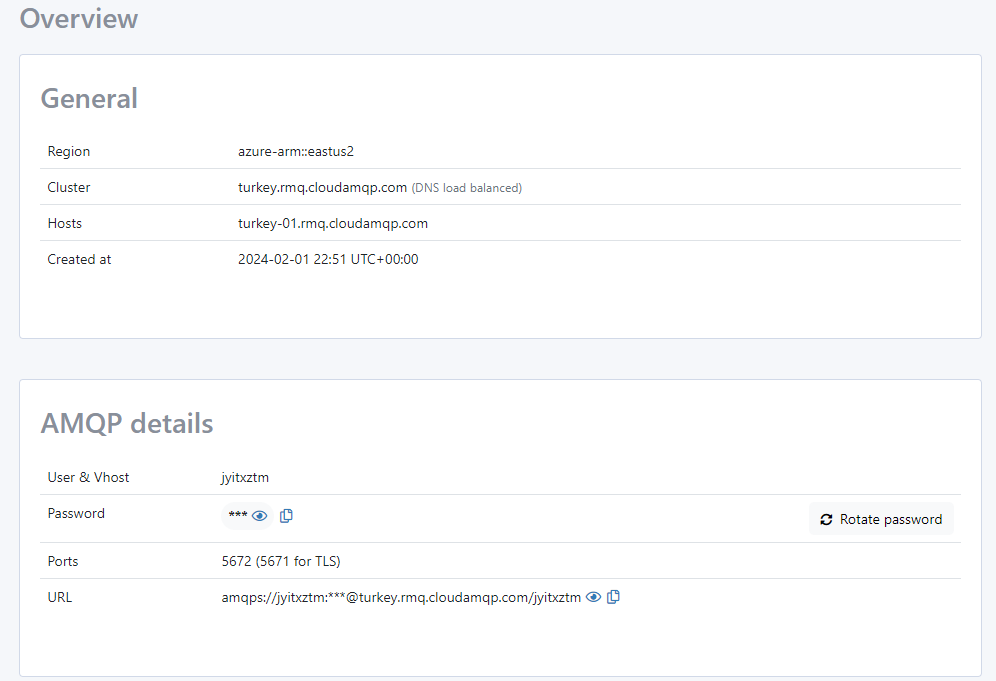 Overview
General
Region azure-arm::eastus2
Cluster turkey.rmq.cloudamqp.com (DNS load balanced)
Hosts turkey-01.rmq.cloudamqp.com
Created at 2024-02-01 22:51 UTC+00:00
AMQP details
User & Vhost jyitxztm
Password *** Rotate password
Ports 5672 (5671 for TLS)
URL amqps://jyitxztm:***@turkey.rmq.cloudamqp.com/jyitxztm